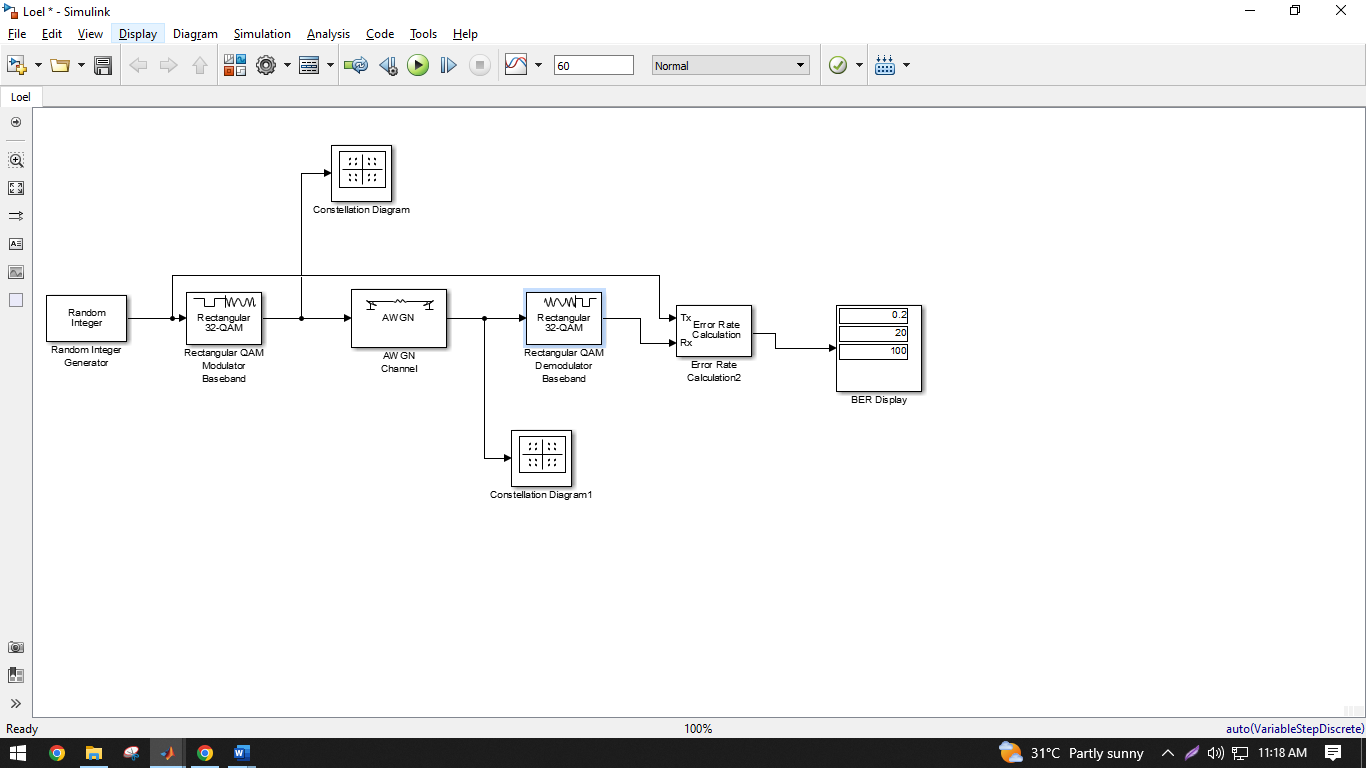 Loel * - Simulink
File Edit View Display Diagram Simulation Analysis Code Tools Help
60 Normal
Loel
Constellation Diagram
Random
Integer
Random Integer
Generator
Rectangular
32-QAM
Rectangular QAM
Modulator
Baseband
AWGN
AWGN
Channel
Rectangular
32-QAM
Rectangular QAM
Demodulator
Baseband
Tx
Rx
Error Rate
Calculation
Error Rate
Calculation2
0.2
20
100
BER Display
Constellation Diagram1
Ready 100% auto(VariableStepDiscrete)
31°C Partly sunny 11:18 AM